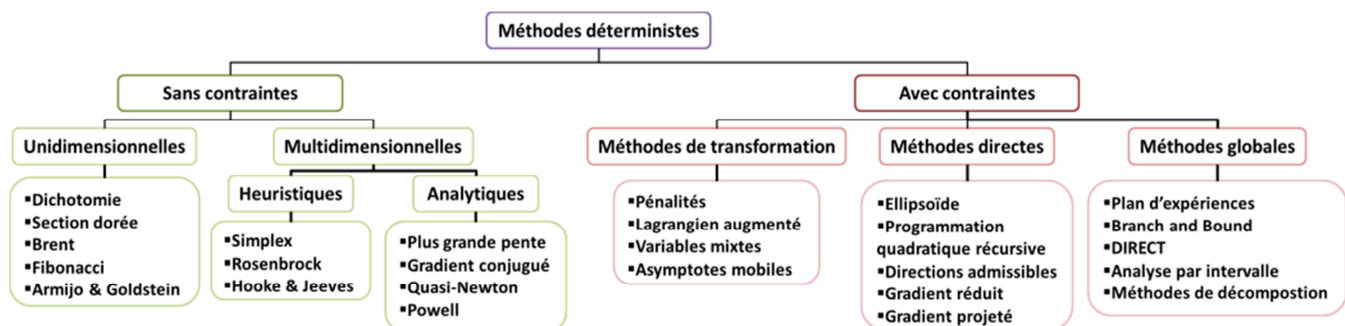 Méthodes déterministes
Sans contraintes
Avec contraintes
Unidimensionnelles
Multidimensionnelles
Méthodes de transformation
Méthodes directes
Méthodes globales
▪Dichotomie
▪Section dorée
▪Brent
▪Fibonacci
▪Armijo & Goldstein
Heuristiques
Analytiques
▪Simplex
▪Rosenbrock
▪Hooke & Jeeves
▪Plus grande pente
▪Gradient conjugué
▪Quasi-Newton
▪Powell
▪Pénalités
▪Lagrangien augmenté
▪Variables mixtes
▪Asymptotes mobiles
▪Ellipsoïde
▪Programmation
quadratique récursive
▪Directions admissibles
▪Gradient réduit
▪Gradient projeté
▪Plan d’expériences
▪Branch and Bound
▪DIRECT
▪Analyse par intervalle
▪Méthodes de décompostion